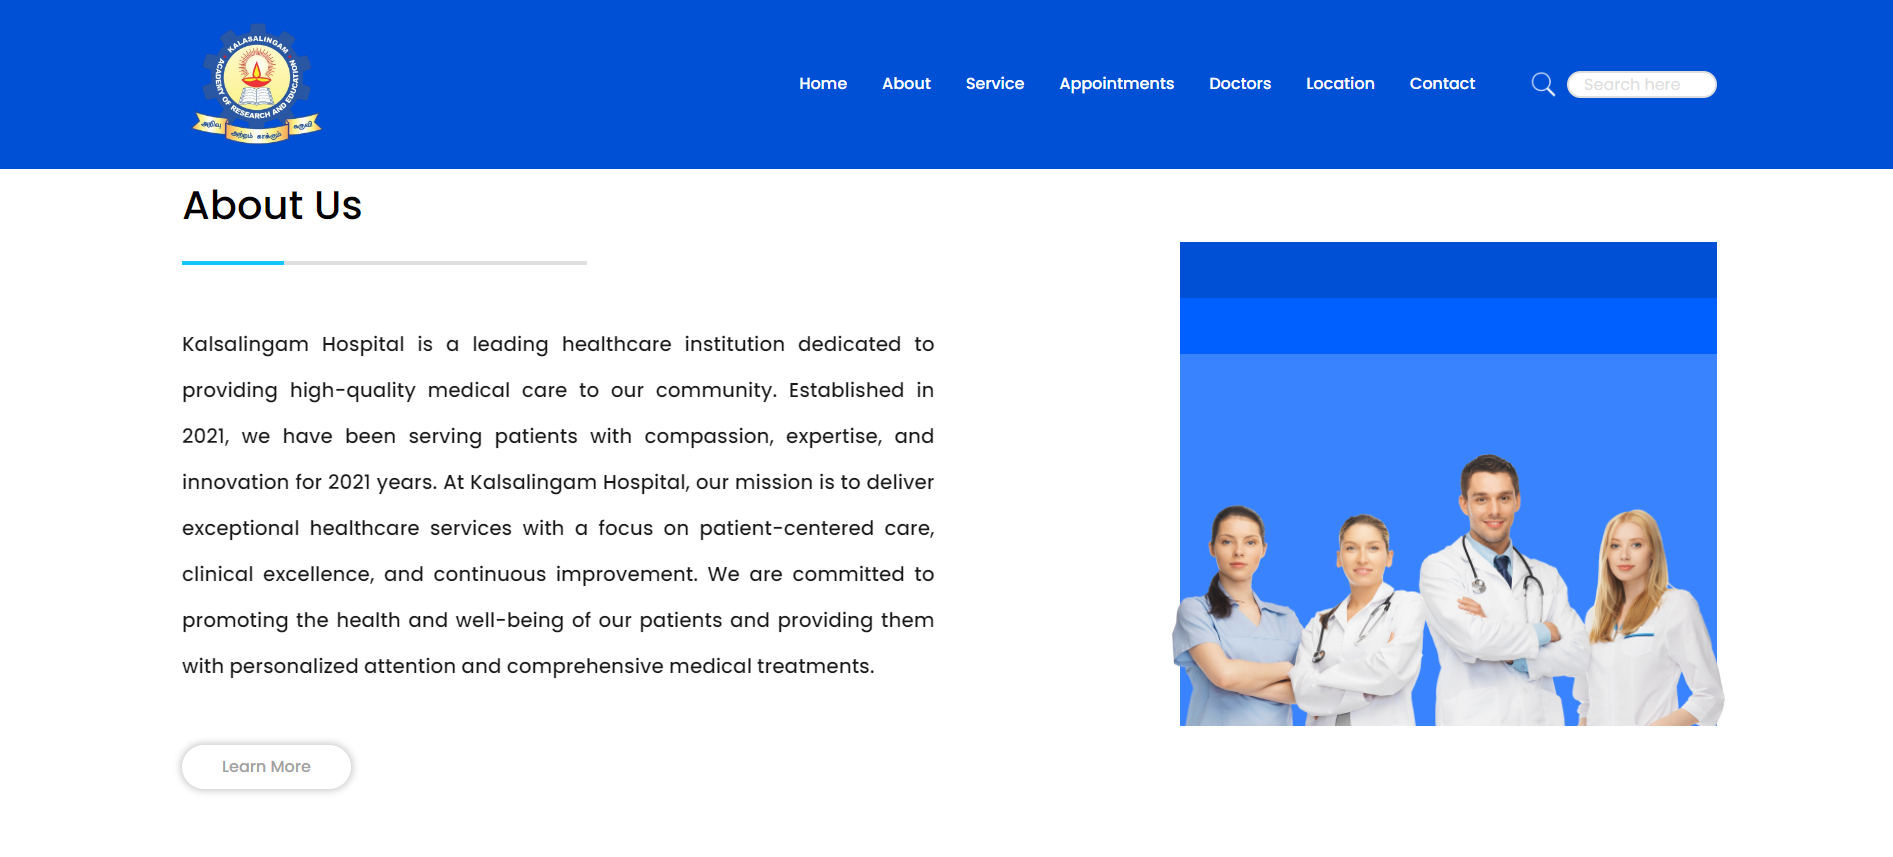 KALASALINGAM
ACADEMY OF RESEARCH AND EDUCATION
அறிவு
ஆற்றல் காக்கும்
கருவி
Home
About
Service
Appointments
Doctors
Location
Contact
Search here
About Us
Kalsalingam Hospital is a leading healthcare institution dedicated to
providing high-quality medical care to our community. Established in
2021, we have been serving patients with compassion, expertise, and
innovation for 2021 years. At Kalsalingam Hospital, our mission is to deliver
exceptional healthcare services with a focus on patient-centered care,
clinical excellence, and continuous improvement. We are committed to
promoting the health and well-being of our patients and providing them
with personalized attention and comprehensive medical treatments.
Learn More